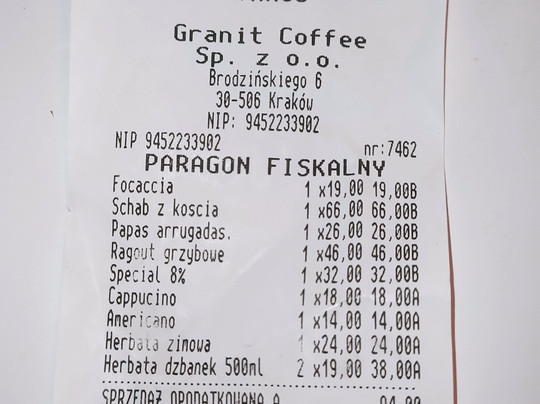 Granit Coffee
Sp. z o.o.
Brodzińskiego 6
30-506 Kraków
NIP: 9452233902
NIP 9452233902 nr:7462
PARAGON FISKALNY
Focaccia 1 x19,00 19,00B
Schab z koscia 1 x66,00 66,00B
Papas arrugadas. 1 x26,00 26,00B
Ragout grzybowe 1 x46,00 46,00B
Special 8% 1 x32,00 32,00B
Cappucino 1 x18,00 18,00A
Americano 1 x14,00 14,00A
Herbata zimowa 1 x24,00 24,00A
Herbata dzbanek 500ml 2 x19,00 38,00A
SPRZEDAŻ OPODATKOWANA A 94,00